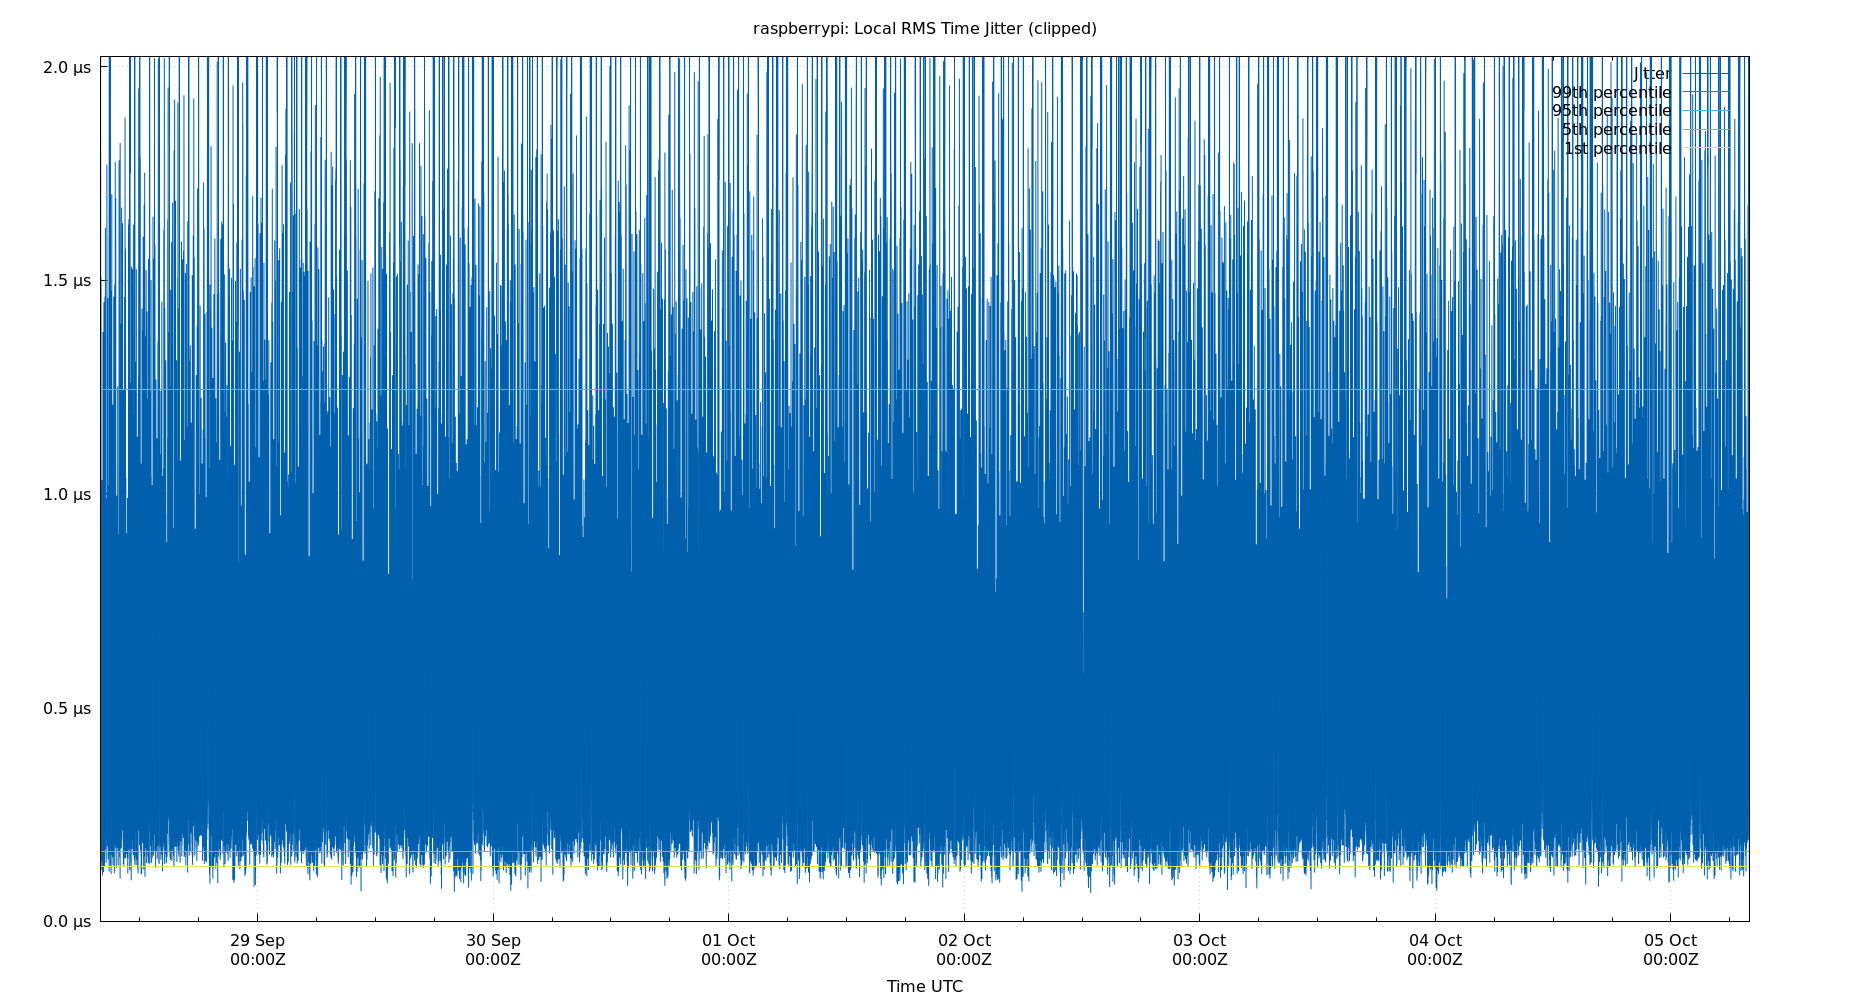 raspberrypi: Local RMS Time Jitter (clipped)
2.0 μs
1.5 μs
1.0 μs
0.5 μs
0.0 μs
Jitter
99th percentile
95th percentile
5th percentile
1st percentile
29 Sep
00:00Z
30 Sep
00:00Z
01 Oct
00:00Z
02 Oct
00:00Z
03 Oct
00:00Z
04 Oct
00:00Z
05 Oct
00:00Z
Time UTC